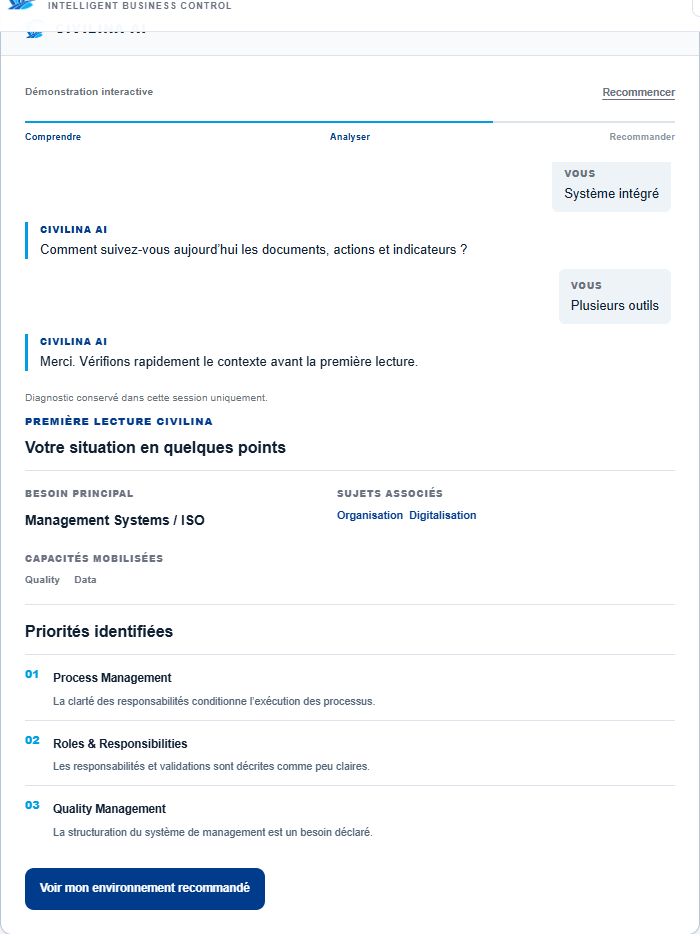 INTELLIGENT BUSINESS CONTROL
CIVILINA AI
Démonstration interactive
Recommencer
Comprendre
Analyser
Recommander
VOUS
Système intégré
CIVILINA AI
Comment suivez-vous aujourd’hui les documents, actions et indicateurs ?
VOUS
Plusieurs outils
CIVILINA AI
Merci. Vérifions rapidement le contexte avant la première lecture.
Diagnostic conservé dans cette session uniquement.
PREMIÈRE LECTURE CIVILINA
Votre situation en quelques points
BESOIN PRINCIPAL
Management Systems / ISO
SUJETS ASSOCIÉS
Organisation Digitalisation
CAPACITÉS MOBILISÉES
Quality Data
Priorités identifiées
01 Process Management
La clarté des responsabilités conditionne l’exécution des processus.
02 Roles & Responsibilities
Les responsabilités et validations sont décrites comme peu claires.
03 Quality Management
La structuration du système de management est un besoin déclaré.
Voir mon environnement recommandé